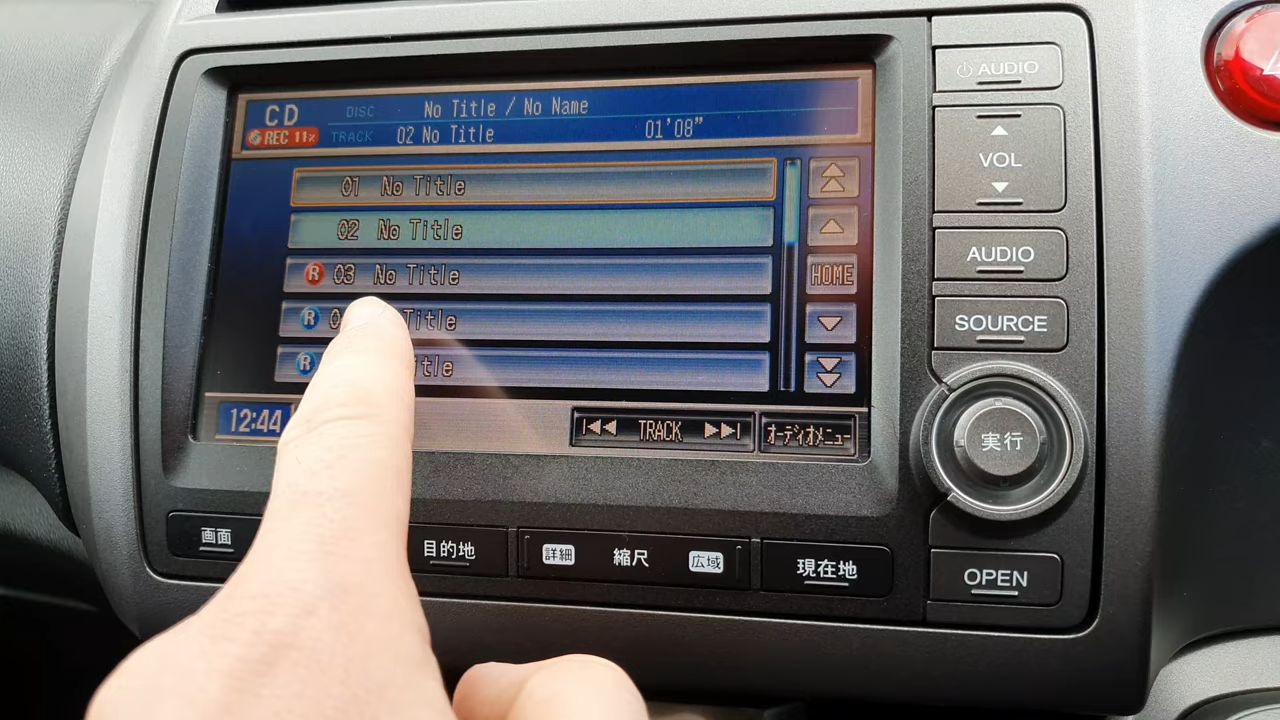 CD DISC No Title / No Name
REC 11x TRACK 02 No Title 01'08"
01 No Title
02 No Title
R 03 No Title
R Title
R
HOME
12:44
TRACK
オーディオメニュー
AUDIO
VOL
AUDIO
SOURCE
実行
OPEN
画面
目的地
詳細 縮尺 広域
現在地